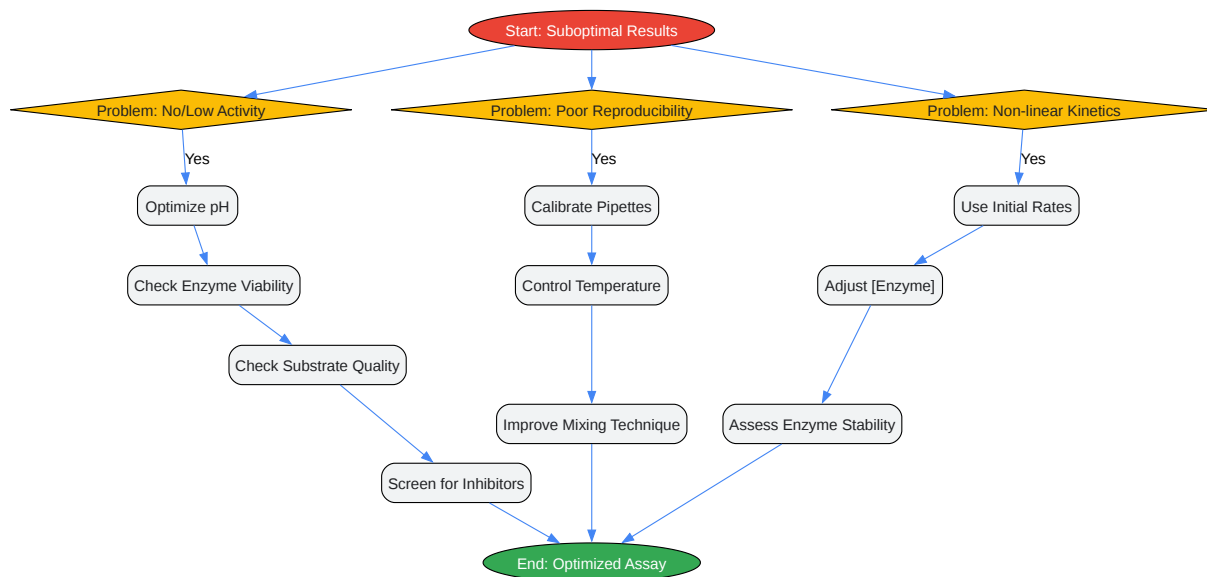 Start: Suboptimal Results
Problem: No/Low Activity
Problem: Poor Reproducibility
Problem: Non-linear Kinetics
Yes
Yes
Yes
Optimize pH
Calibrate Pipettes
Use Initial Rates
Check Enzyme Viability
Control Temperature
Adjust [Enzyme]
Check Substrate Quality
Improve Mixing Technique
Assess Enzyme Stability
Screen for Inhibitors
End: Optimized Assay